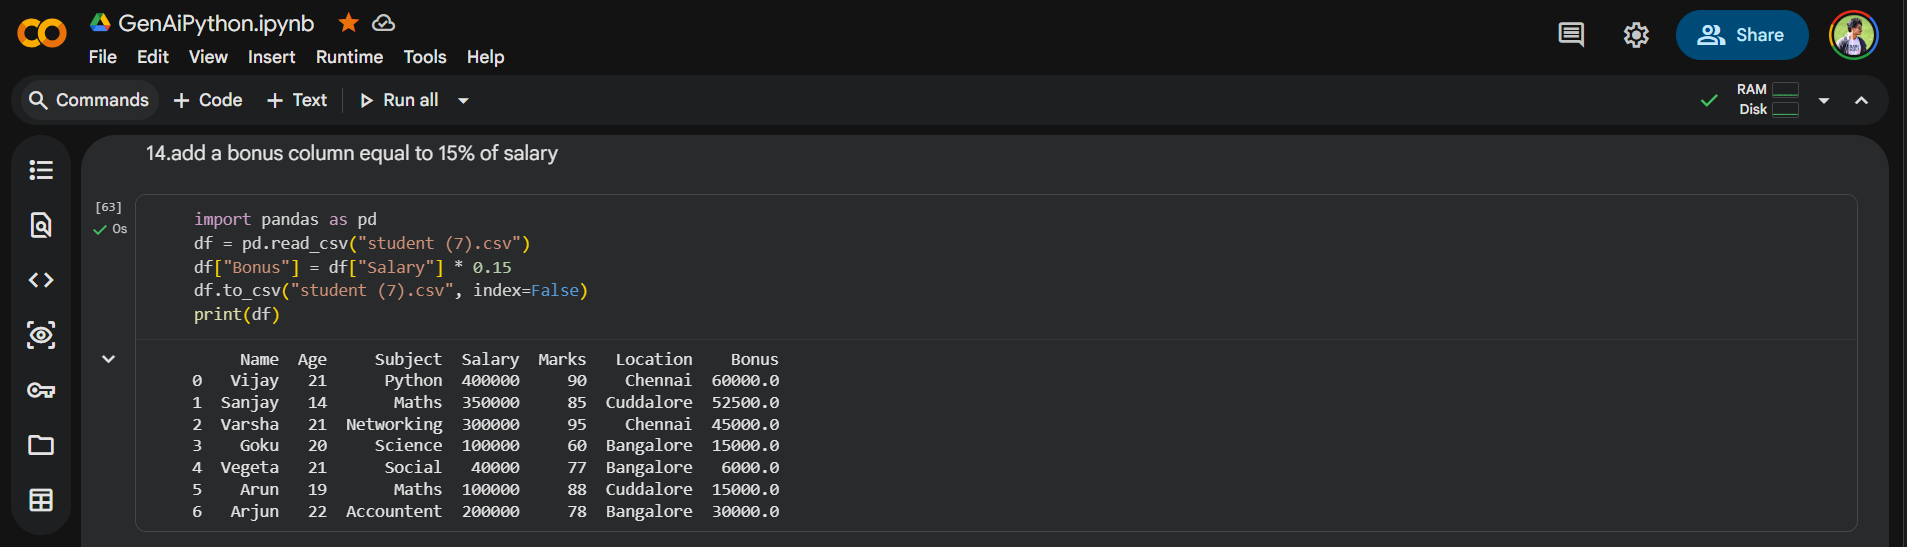 GenAiPython.ipynb
File Edit View Insert Runtime Tools Help
Share
Commands + Code + Text Run all
RAM
Disk
14.add a bonus column equal to 15% of salary
[63]
0s
import pandas as pd
df = pd.read_csv("student (7).csv")
df["Bonus"] = df["Salary"] * 0.15
df.to_csv("student (7).csv", index=False)
print(df)
Name Age Subject Salary Marks Location Bonus
0 Vijay 21 Python 400000 90 Chennai 60000.0
1 Sanjay 14 Maths 350000 85 Cuddalore 52500.0
2 Varsha 21 Networking 300000 95 Chennai 45000.0
3 Goku 20 Science 100000 60 Bangalore 15000.0
4 Vegeta 21 Social 40000 77 Bangalore 6000.0
5 Arun 19 Maths 100000 88 Cuddalore 15000.0
6 Arjun 22 Accountent 200000 78 Bangalore 30000.0